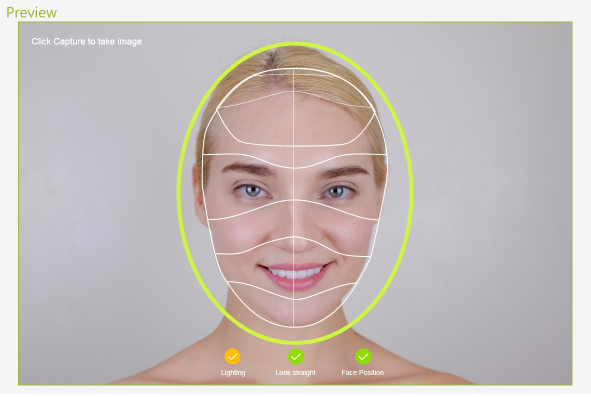 Preview
Click Capture to take image
Lighting
Look straight
Face Position